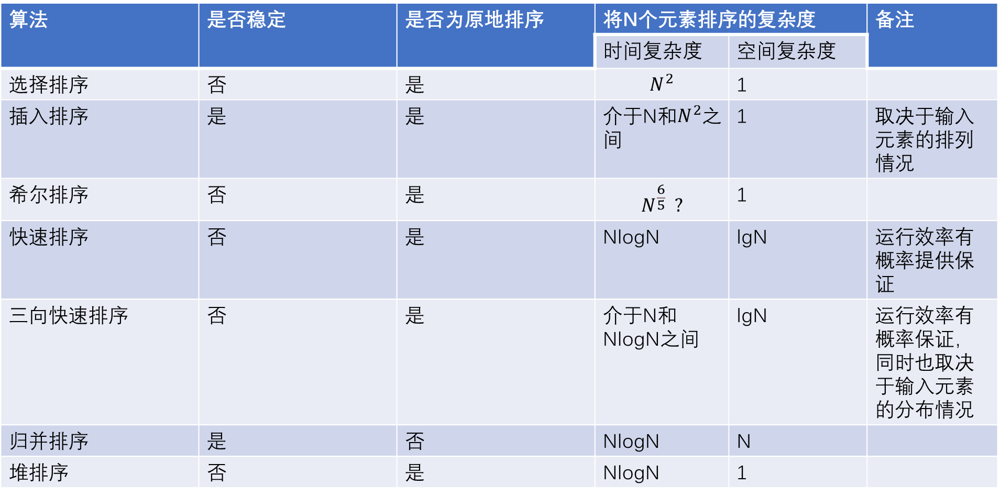 算法
是否稳定
是否为原地排序
将N个元素排序的复杂度
备注
时间复杂度
空间复杂度
选择排序
否
是
N²
1
插入排序
是
是
介于N和N²之
间
1
取决于输入
元素的排列
情况
希尔排序
否
是
N^(6/5) ?
1
快速排序
否
是
NlogN
lgN
运行效率有
概率提供保
证
三向快速排序
否
是
介于N和
NlogN之间
lgN
运行效率有
概率保证,
同时也取决
于输入元素
的分布情况
归并排序
是
否
NlogN
N
堆排序
否
是
NlogN
1